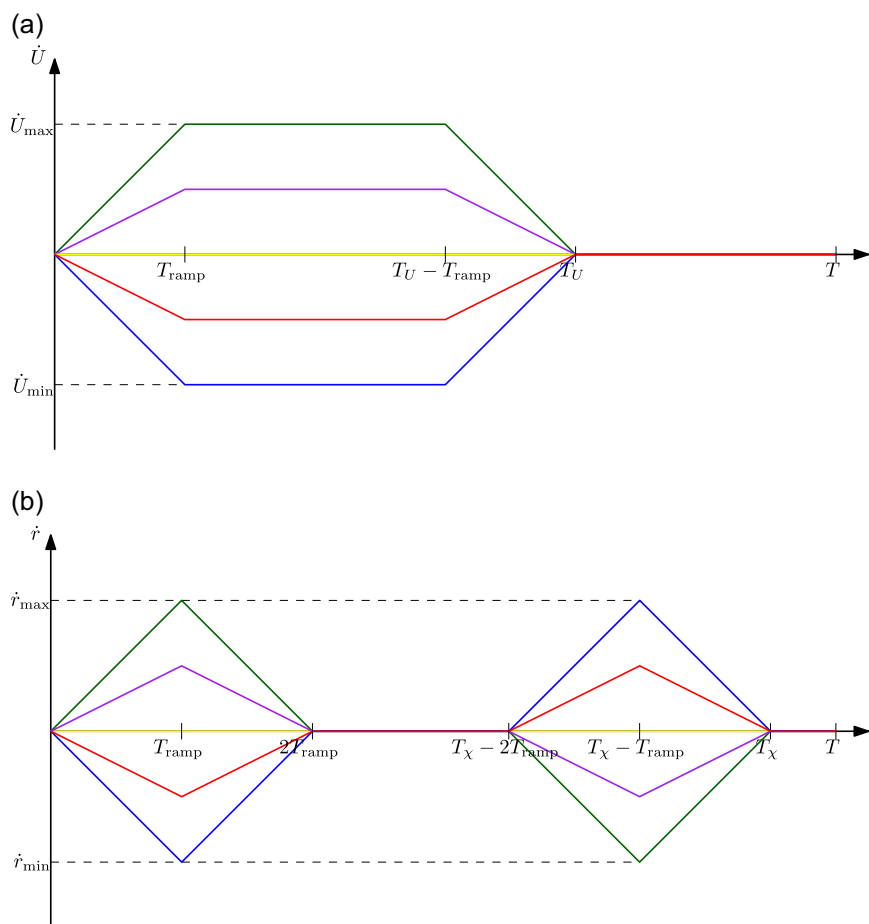 (a)
U̇
U̇max
Tramp TU − Tramp TU T
U̇min
(b)
ṙ
ṙmax
Tramp 2Tramp Tχ − 2Tramp Tχ − Tramp Tχ T
ṙmin